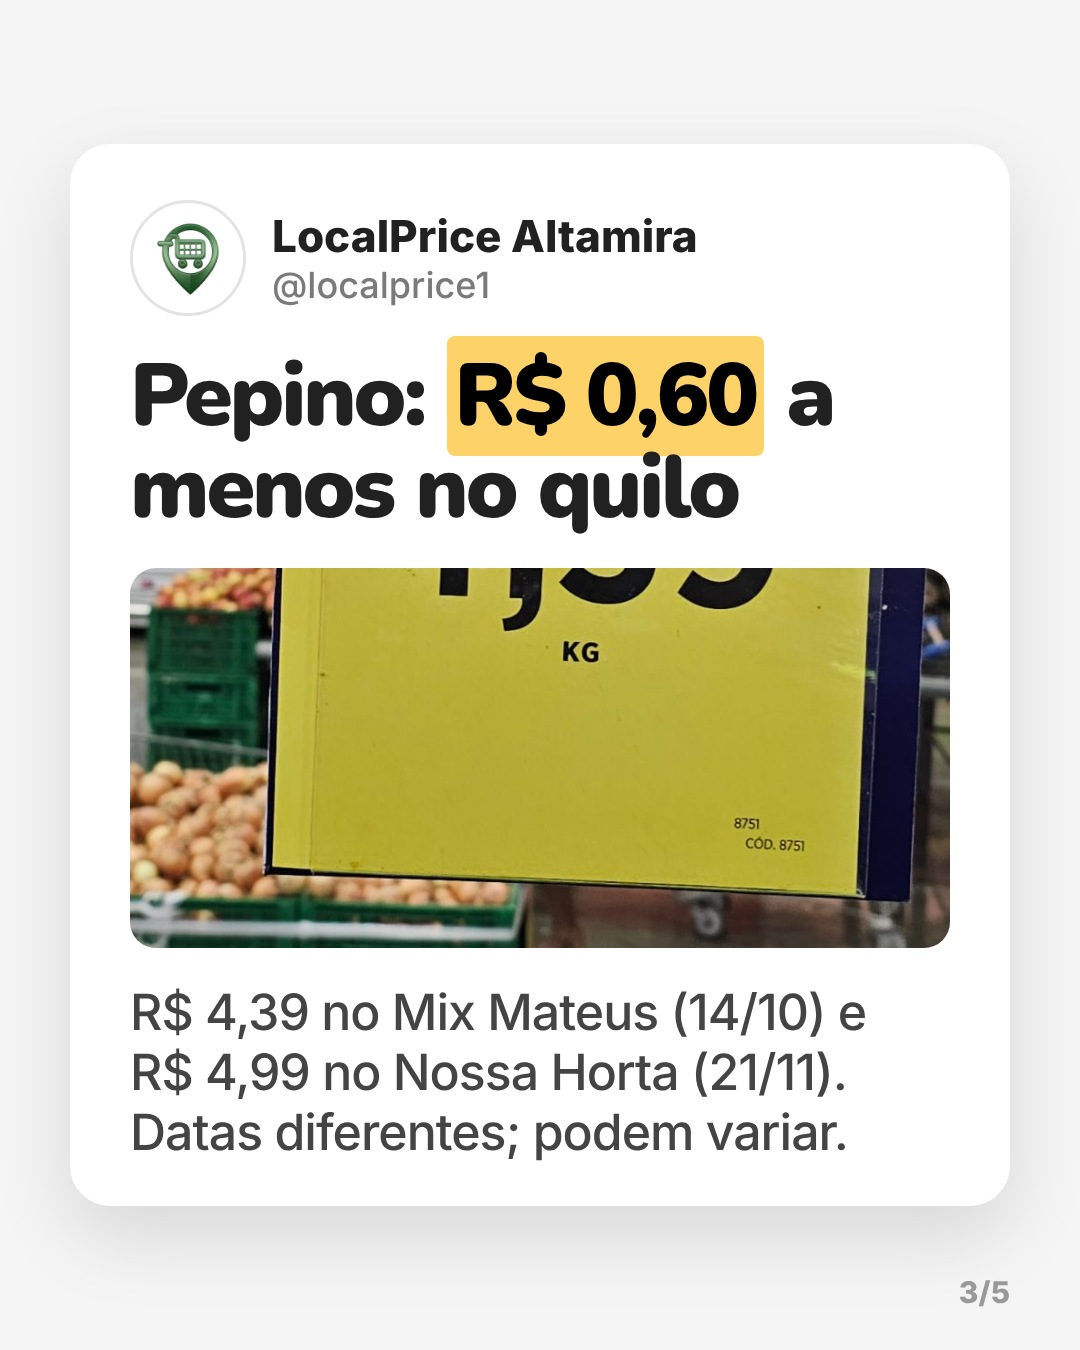 LocalPrice Altamira
@localprice1
Pepino: R$ 0,60 a
menos no quilo
KG
8751
CÓD. 8751
R$ 4,39 no Mix Mateus (14/10) e
R$ 4,99 no Nossa Horta (21/11).
Datas diferentes; podem variar.
3/5